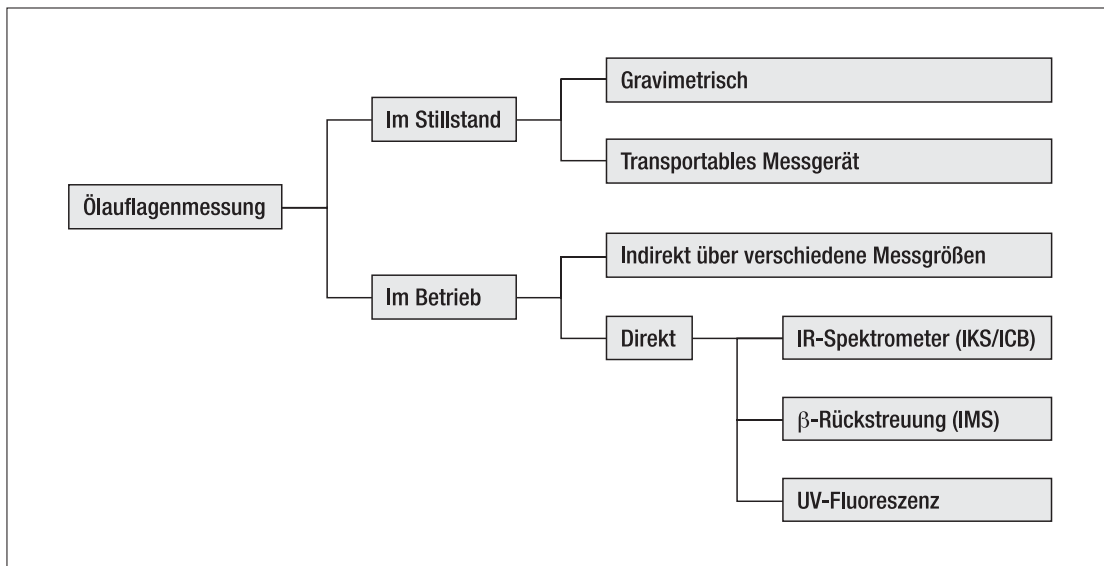 Ölauflagenmessung
Im Stillstand
Gravimetrisch
Transportables Messgerät
Im Betrieb
Indirekt über verschiedene Messgrößen
Direkt
IR-Spektrometer (IKS/ICB)
β-Rückstreuung (IMS)
UV-Fluoreszenz